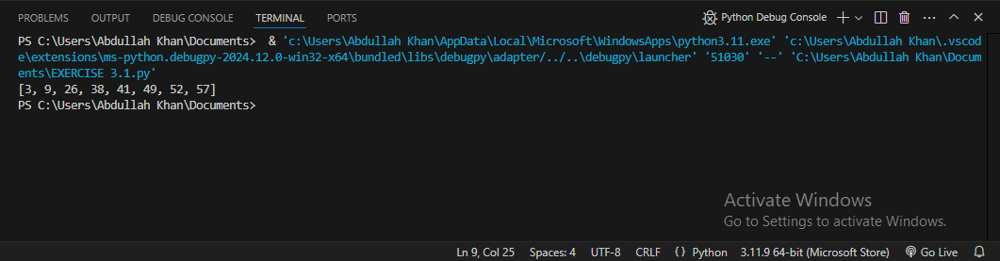 PROBLEMS OUTPUT DEBUG CONSOLE TERMINAL PORTS Python Debug Console
PS C:\Users\Abdullah Khan\Documents>  & 'c:\Users\Abdullah Khan\AppData\Local\Microsoft\WindowsApps\python3.11.exe' 'c:\Users\Abdullah Khan\.vscod
e\extensions\ms-python.debugpy-2024.12.0-win32-x64\bundled\libs\debugpy\adapter/../..\debugpy\launcher' '51030' '--' 'C:\Users\Abdullah Khan\Docum
ents\EXERCISE 3.1.py'
[3, 9, 26, 38, 41, 49, 52, 57]
PS C:\Users\Abdullah Khan\Documents>
Activate Windows
Go to Settings to activate Windows.
Ln 9, Col 25 Spaces: 4 UTF-8 CRLF {} Python 3.11.9 64-bit (Microsoft Store) Go Live